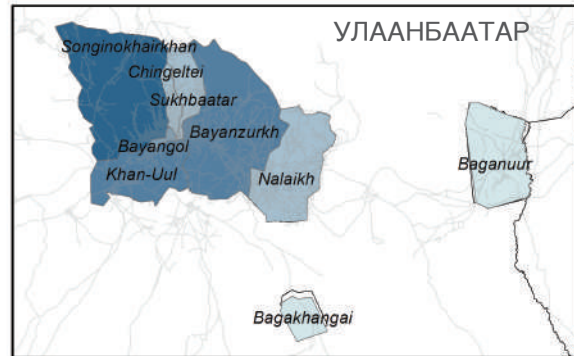 УЛААНБААТАР
Songinokhairkhan
Chingeltei
Sukhbaatar
Bayanzurkh
Bayangol
Khan-Uul
Nalaikh
Baganuur
Bagakhangai